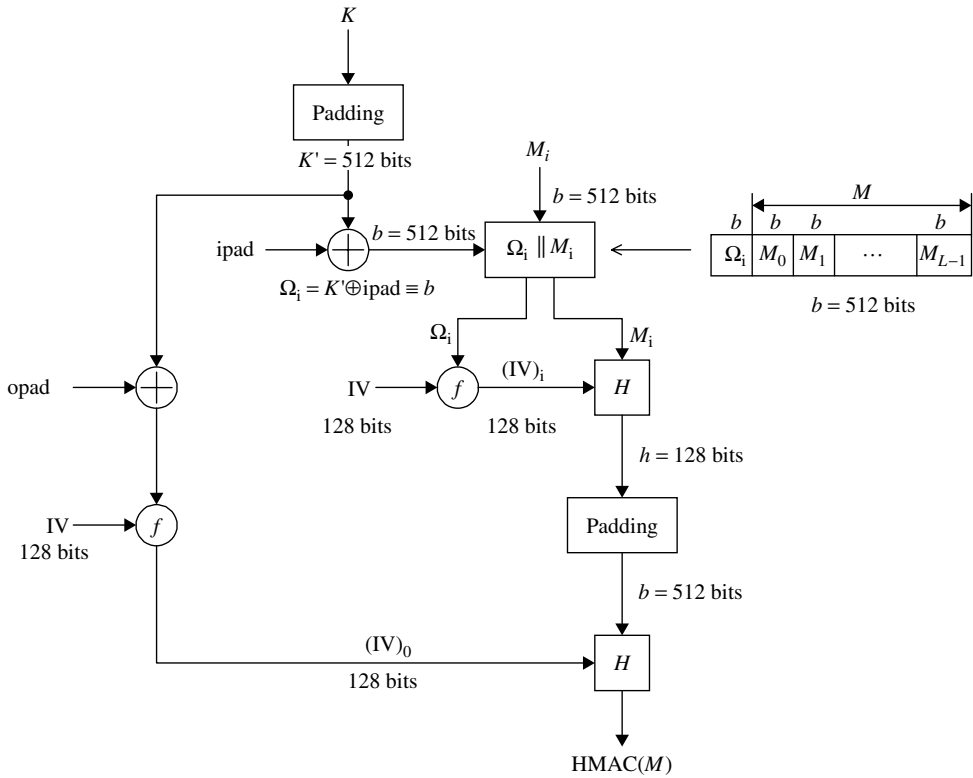 K
Padding
K' = 512 bits
M_i
b = 512 bits
M
b b b b
ipad
b = 512 bits
Ω_i || M_i
Ω_i M_0 M_1 ⋯ M_{L−1}
Ω_i = K'⊕ipad ≡ b
b = 512 bits
Ω_i
M_i
opad
IV
f
(IV)_i
H
128 bits
128 bits
h = 128 bits
IV
f
Padding
128 bits
b = 512 bits
(IV)_0
H
128 bits
HMAC(M)